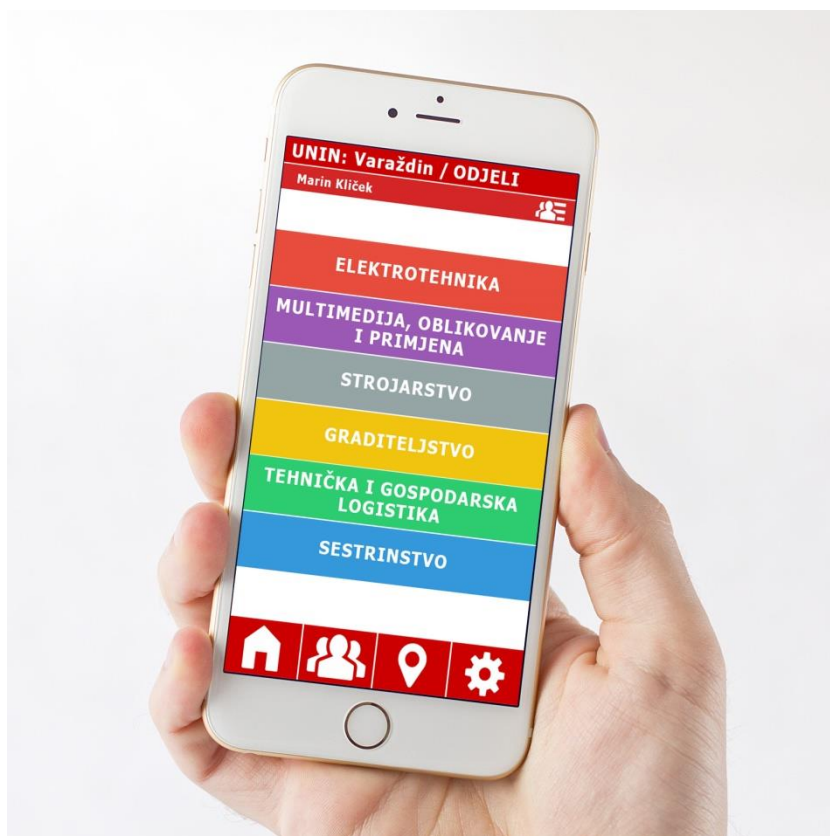 UNIN: Varaždin / ODJELI
Marin Kliček
ELEKTROTEHNIKA
MULTIMEDIJA, OBLIKOVANJE
I PRIMJENA
STROJARSTVO
GRADITELJSTVO
TEHNIČKA I GOSPODARSKA
LOGISTIKA
SESTRINSTVO